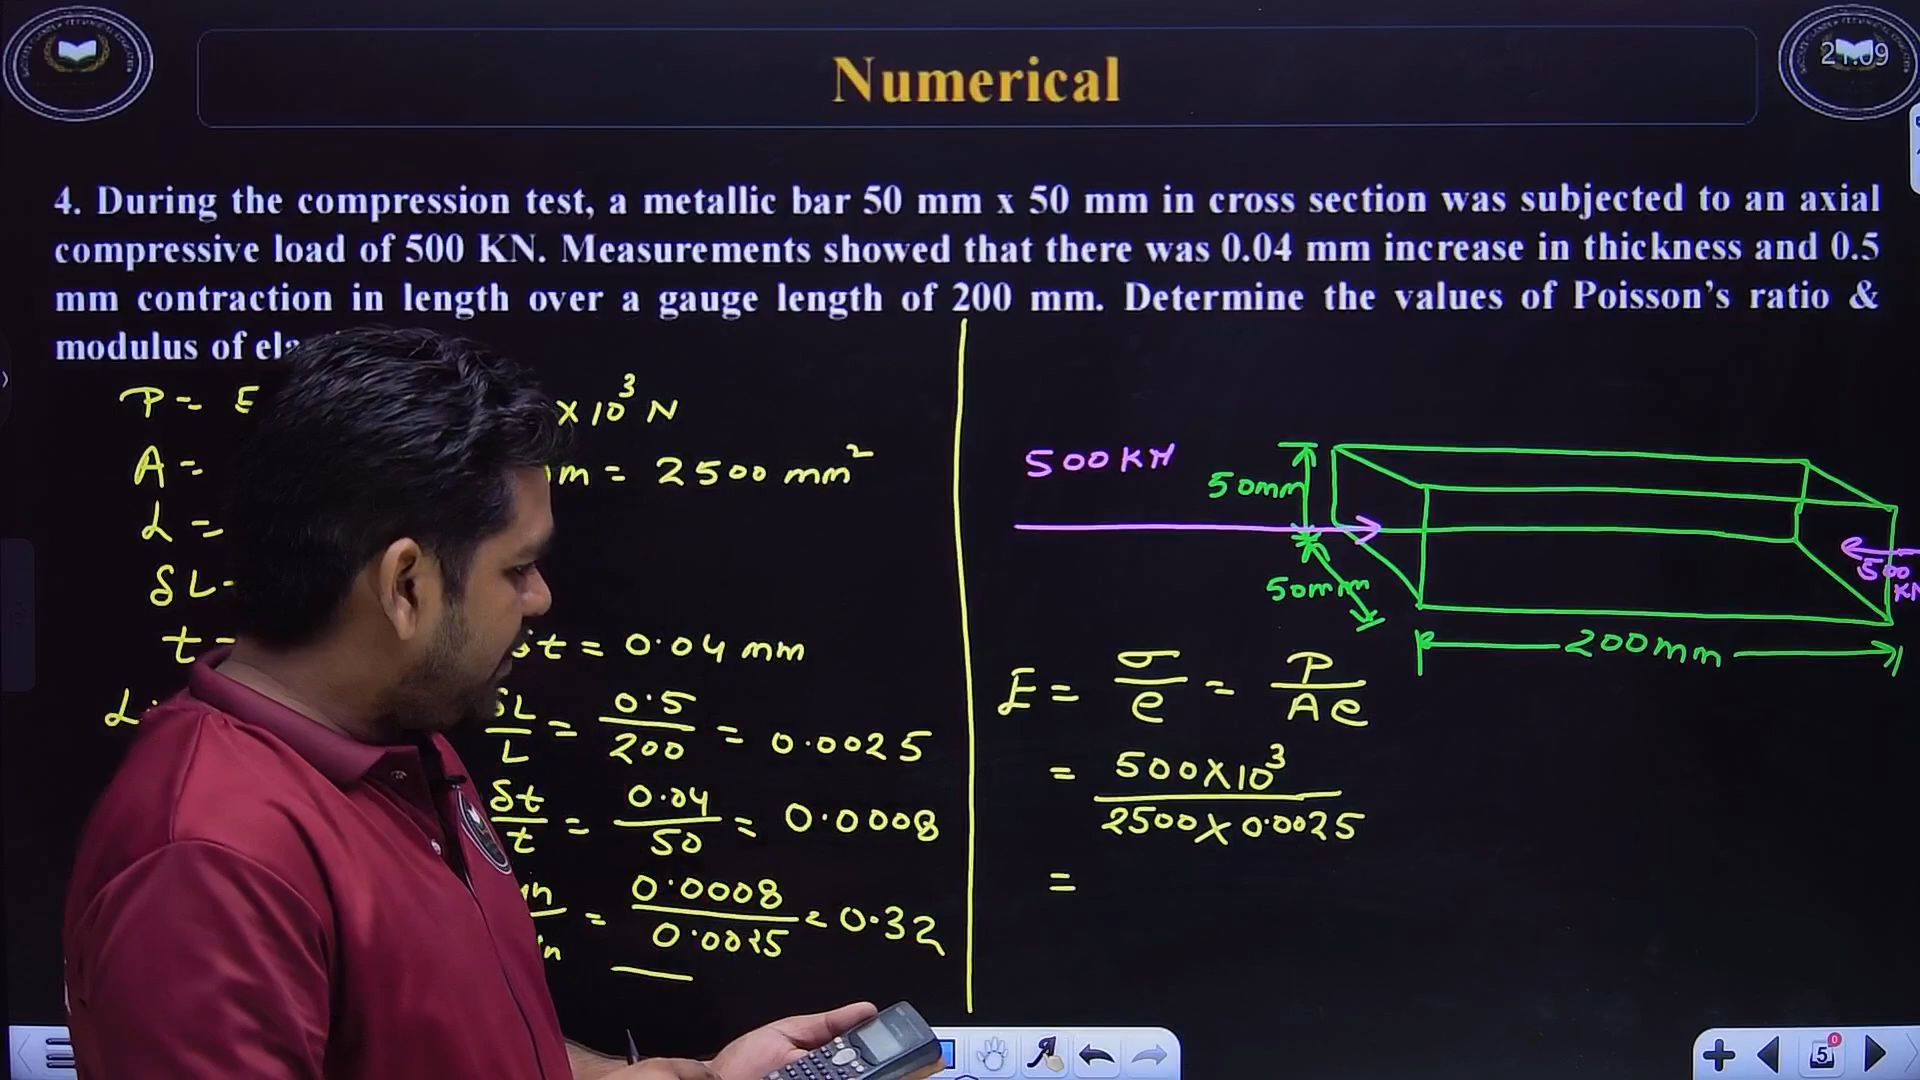 21:09
Numerical
4. During the compression test, a metallic bar 50 mm x 50 mm in cross section was subjected to an axial
compressive load of 500 KN. Measurements showed that there was 0.04 mm increase in thickness and 0.5
mm contraction in length over a gauge length of 200 mm. Determine the values of Poisson's ratio &
modulus of ela
P = 5 x 10³ N
A = m = 2500 mm²
L =
δL -
t = δt = 0.04 mm
L. δL/L = 0.5/200 = 0.0025
δt/t = 0.04/50 = 0.0008
in/in = 0.0008/0.0025 = 0.32
500 KN
50mm
50mm
500 KN
200mm
E = σ/e = P/Ae
= 500x10³/2500x0.0025
=
5
0